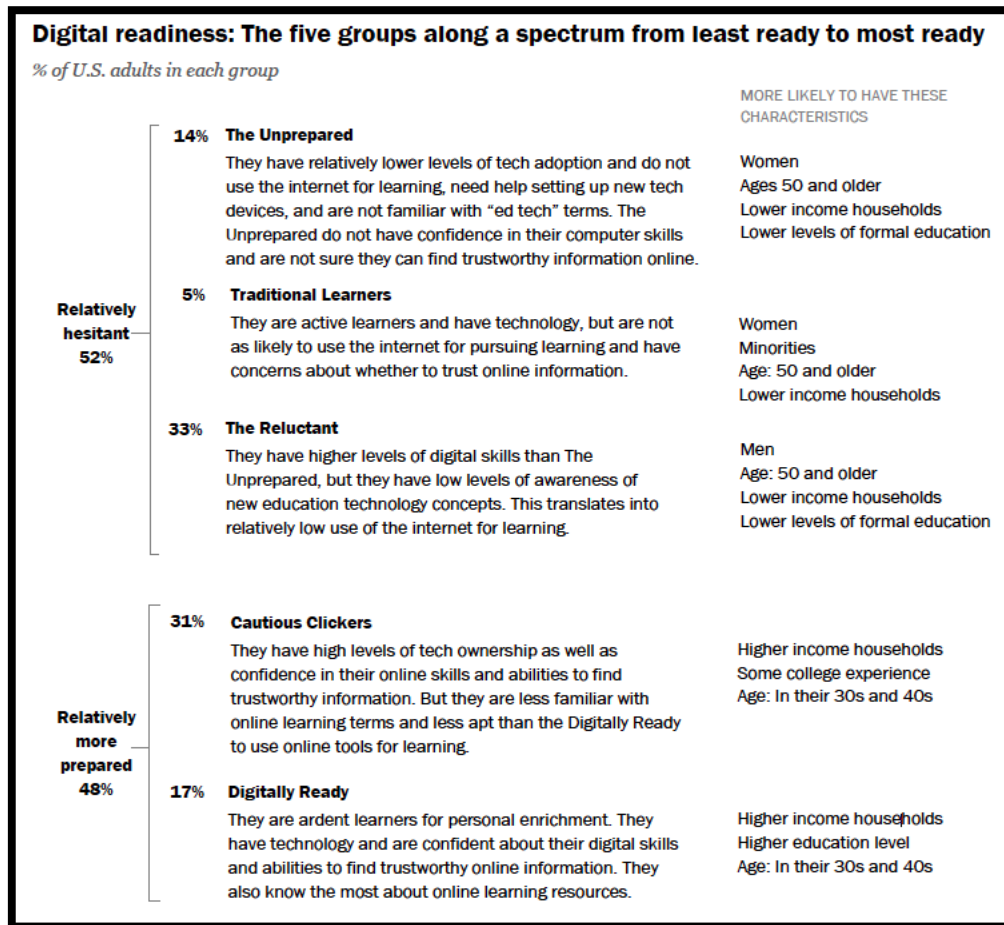 Digital readiness: The five groups along a spectrum from least ready to most ready
% of U.S. adults in each group
MORE LIKELY TO HAVE THESE
CHARACTERISTICS
Relatively
hesitant
52%
14% The Unprepared
They have relatively lower levels of tech adoption and do not
use the internet for learning, need help setting up new tech
devices, and are not familiar with “ed tech” terms. The
Unprepared do not have confidence in their computer skills
and are not sure they can find trustworthy information online.
Women
Ages 50 and older
Lower income households
Lower levels of formal education
5% Traditional Learners
They are active learners and have technology, but are not
as likely to use the internet for pursuing learning and have
concerns about whether to trust online information.
Women
Minorities
Age: 50 and older
Lower income households
33% The Reluctant
They have higher levels of digital skills than The
Unprepared, but they have low levels of awareness of
new education technology concepts. This translates into
relatively low use of the internet for learning.
Men
Age: 50 and older
Lower income households
Lower levels of formal education
Relatively
more
prepared
48%
31% Cautious Clickers
They have high levels of tech ownership as well as
confidence in their online skills and abilities to find
trustworthy information. But they are less familiar with
online learning terms and less apt than the Digitally Ready
to use online tools for learning.
Higher income households
Some college experience
Age: In their 30s and 40s
17% Digitally Ready
They are ardent learners for personal enrichment. They
have technology and are confident about their digital skills
and abilities to find trustworthy online information. They
also know the most about online learning resources.
Higher income households
Higher education level
Age: In their 30s and 40s